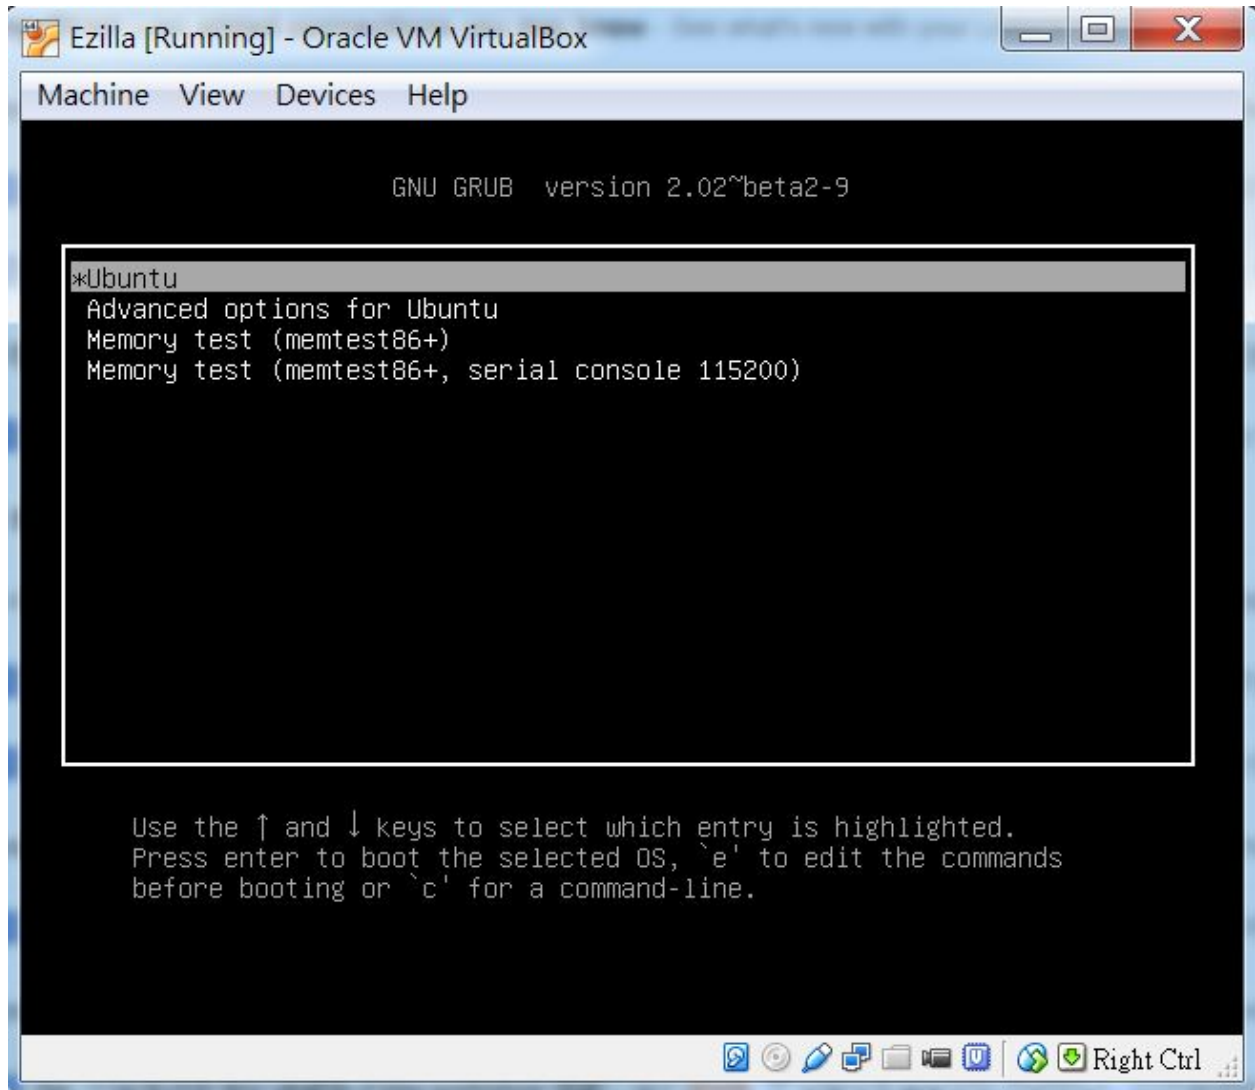 Ezilla [Running] - Oracle VM VirtualBox
Machine View Devices Help
GNU GRUB version 2.02~beta2-9
*Ubuntu
Advanced options for Ubuntu
Memory test (memtest86+)
Memory test (memtest86+, serial console 115200)
Use the ↑ and ↓ keys to select which entry is highlighted.
Press enter to boot the selected OS, `e' to edit the commands
before booting or `c' for a command-line.
Right Ctrl